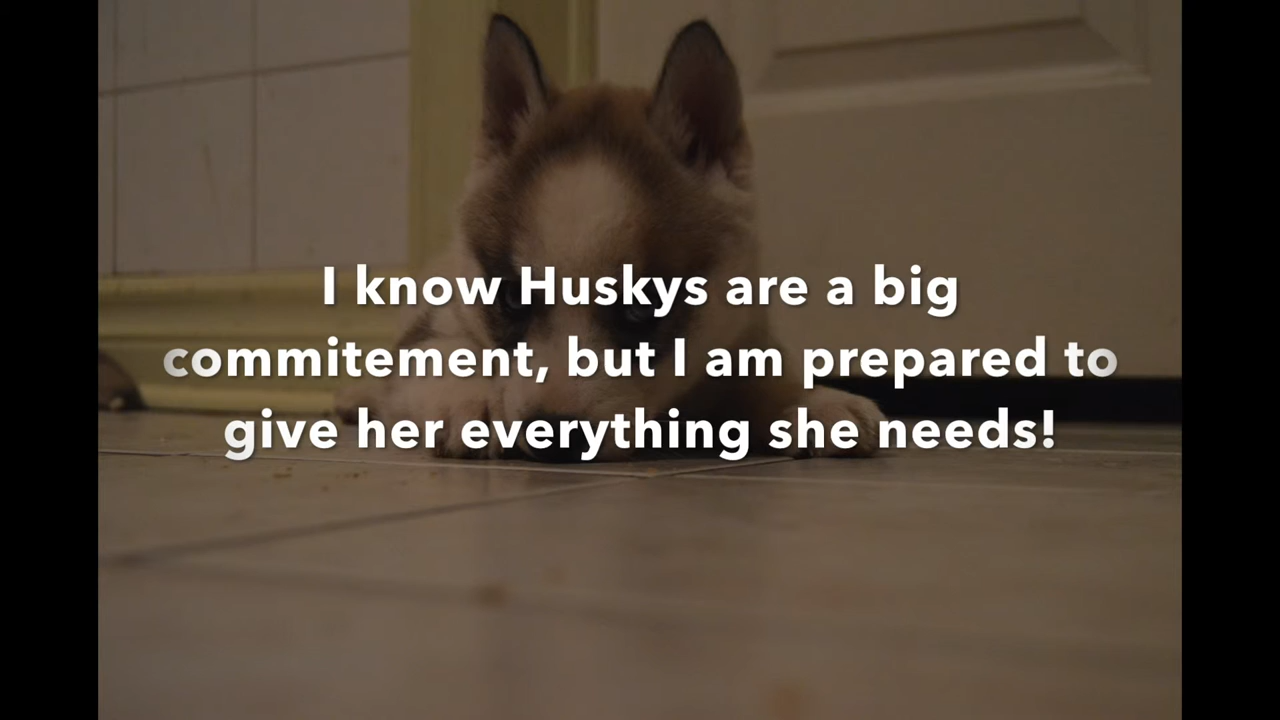 I know Huskys are a big
commitement, but I am prepared to
give her everything she needs!